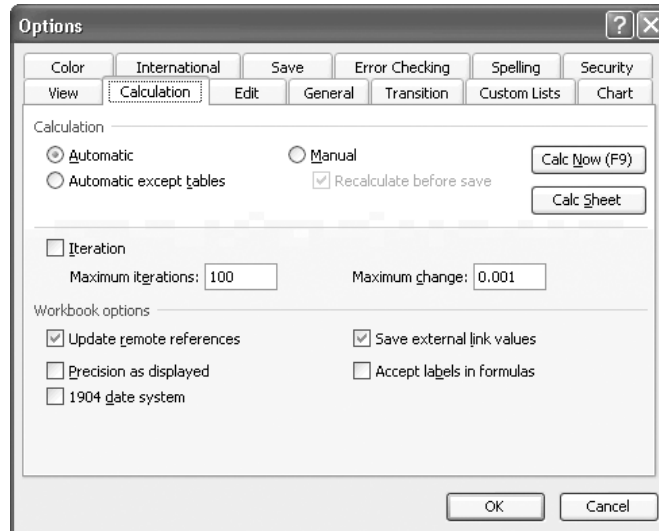 Options
Color International Save Error Checking Spelling Security
View Calculation Edit General Transition Custom Lists Chart
Calculation
Automatic Manual Calc Now (F9)
Automatic except tables Recalculate before save
Calc Sheet
Iteration
Maximum iterations: 100 Maximum change: 0.001
Workbook options
Update remote references Save external link values
Precision as displayed Accept labels in formulas
1904 date system
OK Cancel